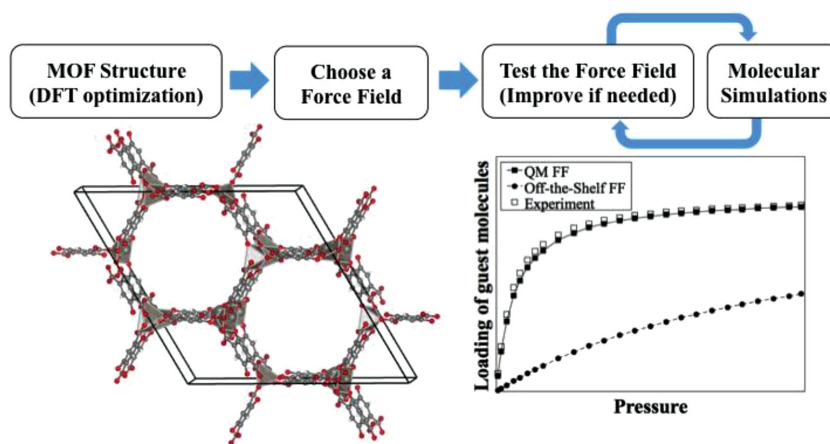 MOF Structure
(DFT optimization)
Choose a
Force Field
Test the Force Field
(Improve if needed)
Molecular
Simulations
QM FF
Off-the-Shelf FF
Experiment
Loading of guest molecules
Pressure